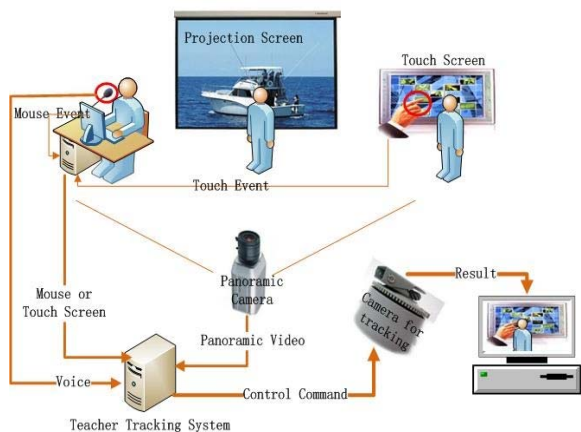 Projection Screen
Touch Screen
Mouse Event
Touch Event
Panoramic
Camera
Camera for
tracking
Result
Mouse or
Touch Screen
Panoramic Video
Voice
Control Command
Teacher Tracking System